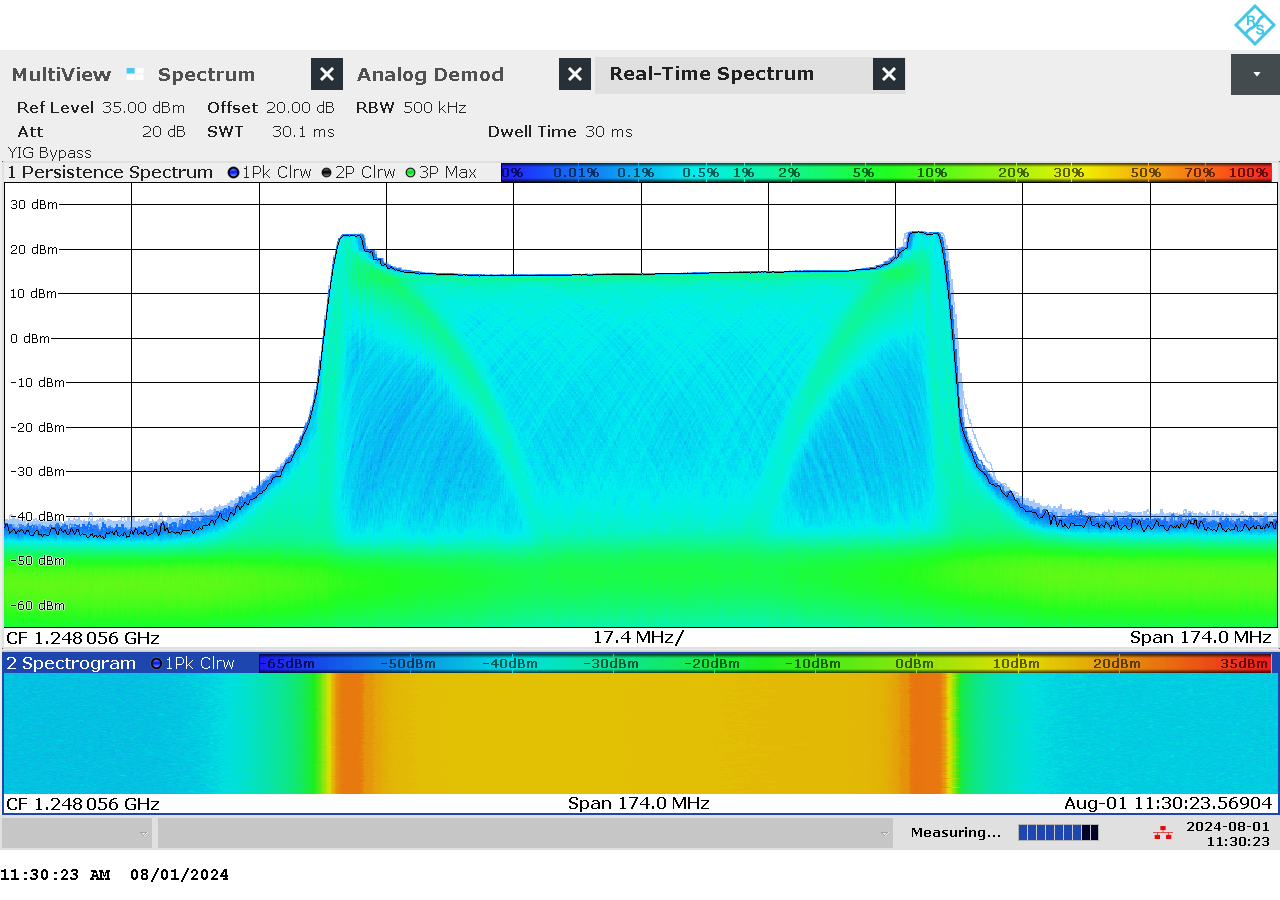 R S
MultiView Spectrum Analog Demod Real-Time Spectrum
Ref Level 35.00 dBm Offset 20.00 dB RBW 500 kHz
Att 20 dB SWT 30.1 ms Dwell Time 30 ms
YIG Bypass
1 Persistence Spectrum 1Pk Clrw 2P Clrw 3P Max 0% 0.01% 0.1% 0.5% 1% 2% 5% 10% 20% 30% 50% 70% 100%
30 dBm
20 dBm
10 dBm
0 dBm
-10 dBm
-20 dBm
-30 dBm
-40 dBm
-50 dBm
-60 dBm
CF 1.248 056 GHz 17.4 MHz/ Span 174.0 MHz
2 Spectrogram 1Pk Clrw -65dBm -50dBm -40dBm -30dBm -20dBm -10dBm 0dBm 10dBm 20dBm 35dBm
CF 1.248 056 GHz Span 174.0 MHz Aug-01 11:30:23.56904
Measuring... 2024-08-01
11:30:23
11:30:23 AM 08/01/2024